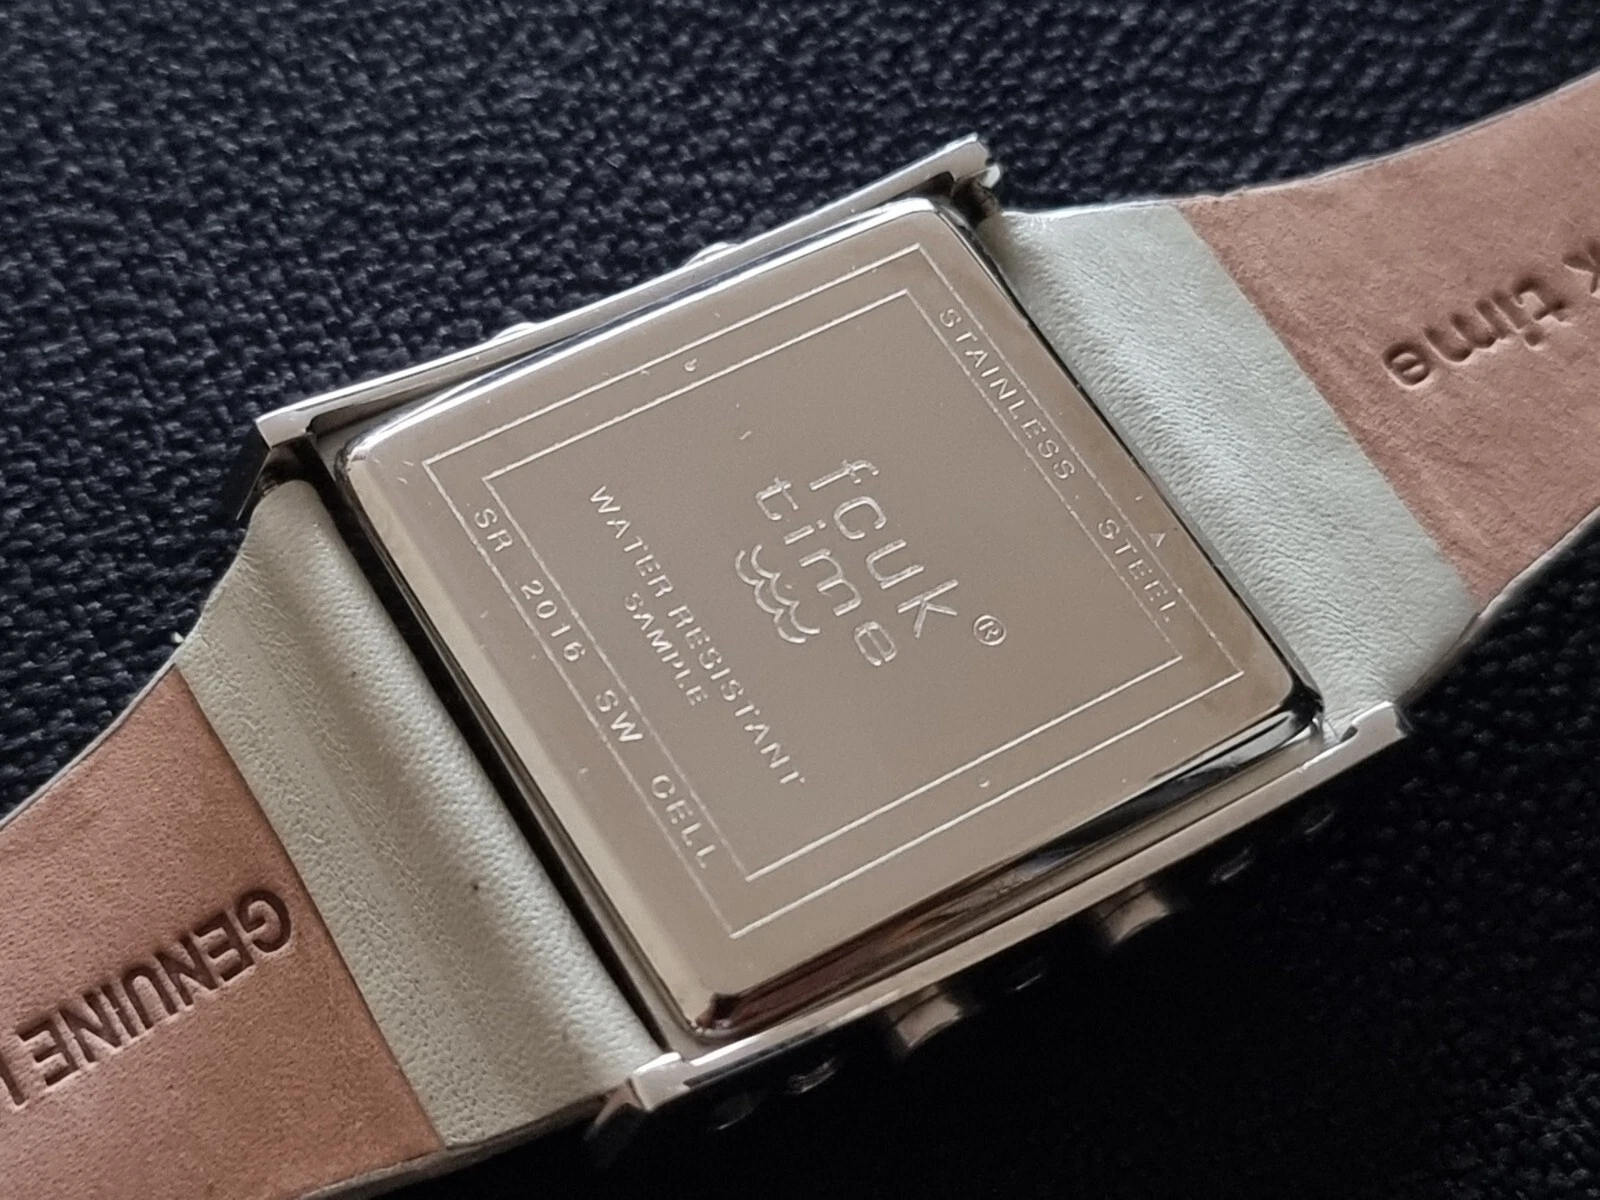 STAINLESS STEEL
fcuk ®
time
WATER RESISTANT
SAMPLE
SR 2016 SW CELL
k time
GENUINE